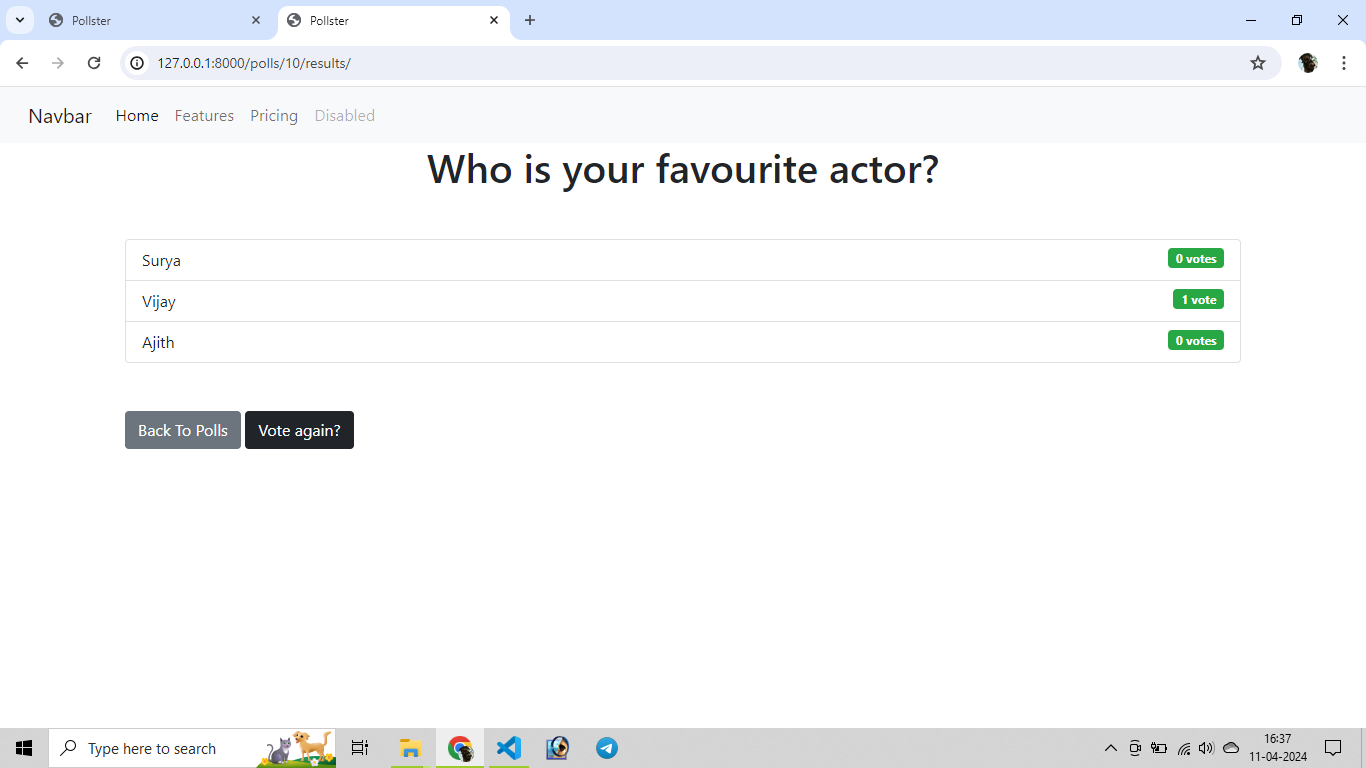 Pollster
Pollster
127.0.0.1:8000/polls/10/results/
Navbar Home Features Pricing Disabled
Who is your favourite actor?
Surya 0 votes
Vijay 1 vote
Ajith 0 votes
Back To Polls Vote again?
Type here to search
16:37
11-04-2024